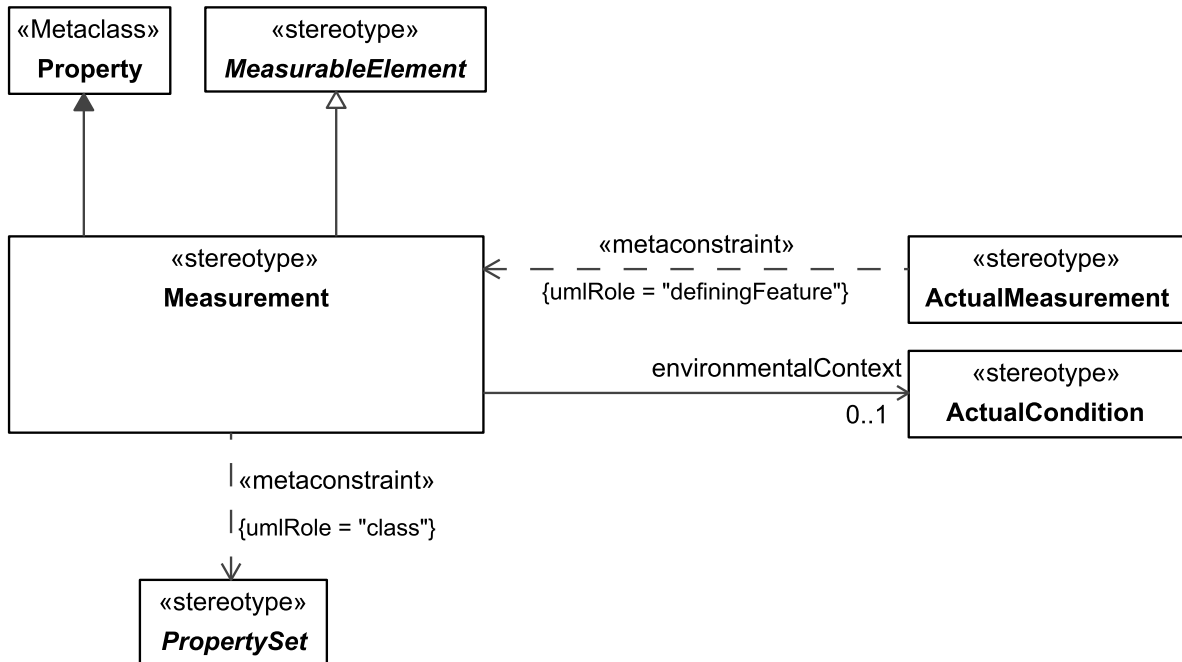 «Metaclass»
Property
«stereotype»
MeasurableElement
«stereotype»
Measurement
«metaconstraint»
{umlRole = "definingFeature"}
«stereotype»
ActualMeasurement
environmentalContext
0..1
«stereotype»
ActualCondition
«metaconstraint»
{umlRole = "class"}
«stereotype»
PropertySet